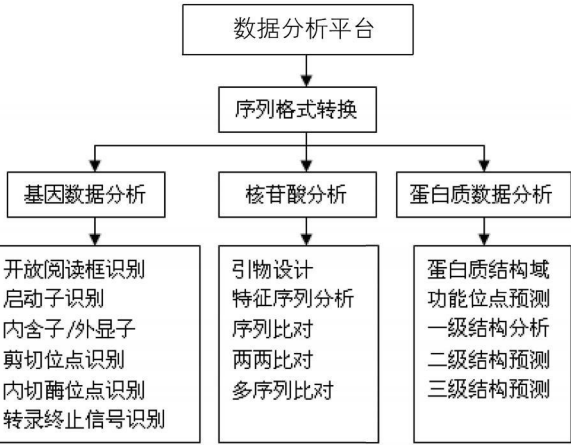 数据分析平台
序列格式转换
基因数据分析
核苷酸分析
蛋白质数据分析
开放阅读框识别
启动子识别
内含子/外显子
剪切位点识别
内切酶位点识别
转录终止信号识别
引物设计
特征序列分析
序列比对
两两比对
多序列比对
蛋白质结构域
功能位点预测
一级结构分析
二级结构预测
三级结构预测